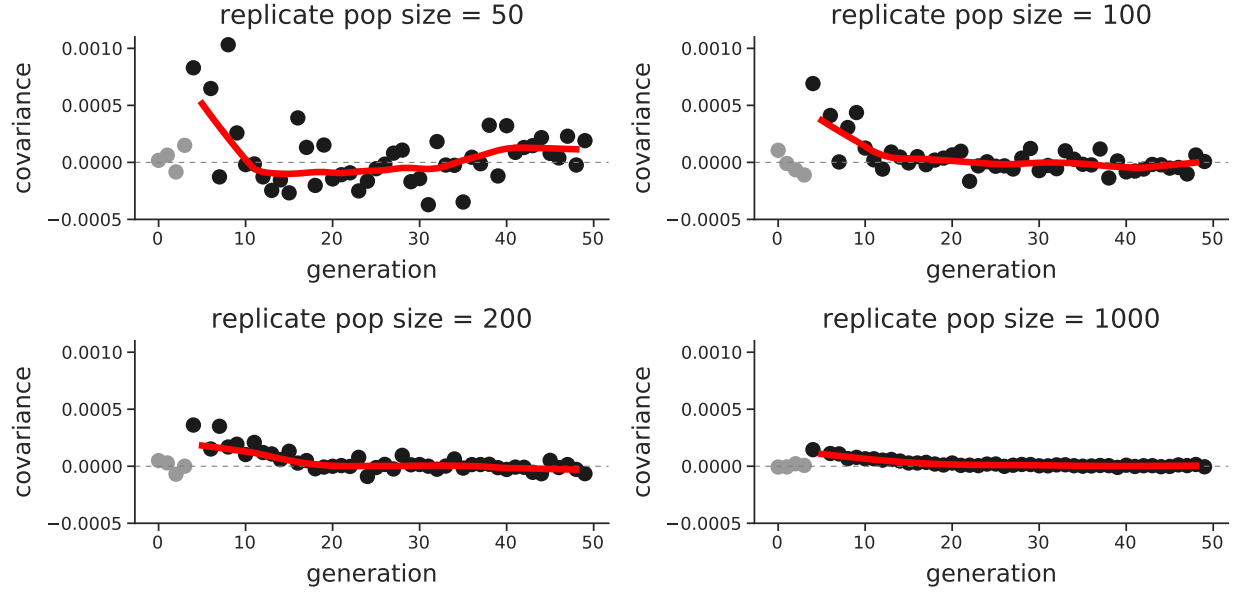 replicate pop size = 50
covariance
0.0010
0.0005
0.0000
−0.0005
0 10 20 30 40 50
generation
replicate pop size = 100
covariance
0.0010
0.0005
0.0000
−0.0005
0 10 20 30 40 50
generation
replicate pop size = 200
covariance
0.0010
0.0005
0.0000
−0.0005
0 10 20 30 40 50
generation
replicate pop size = 1000
covariance
0.0010
0.0005
0.0000
−0.0005
0 10 20 30 40 50
generation